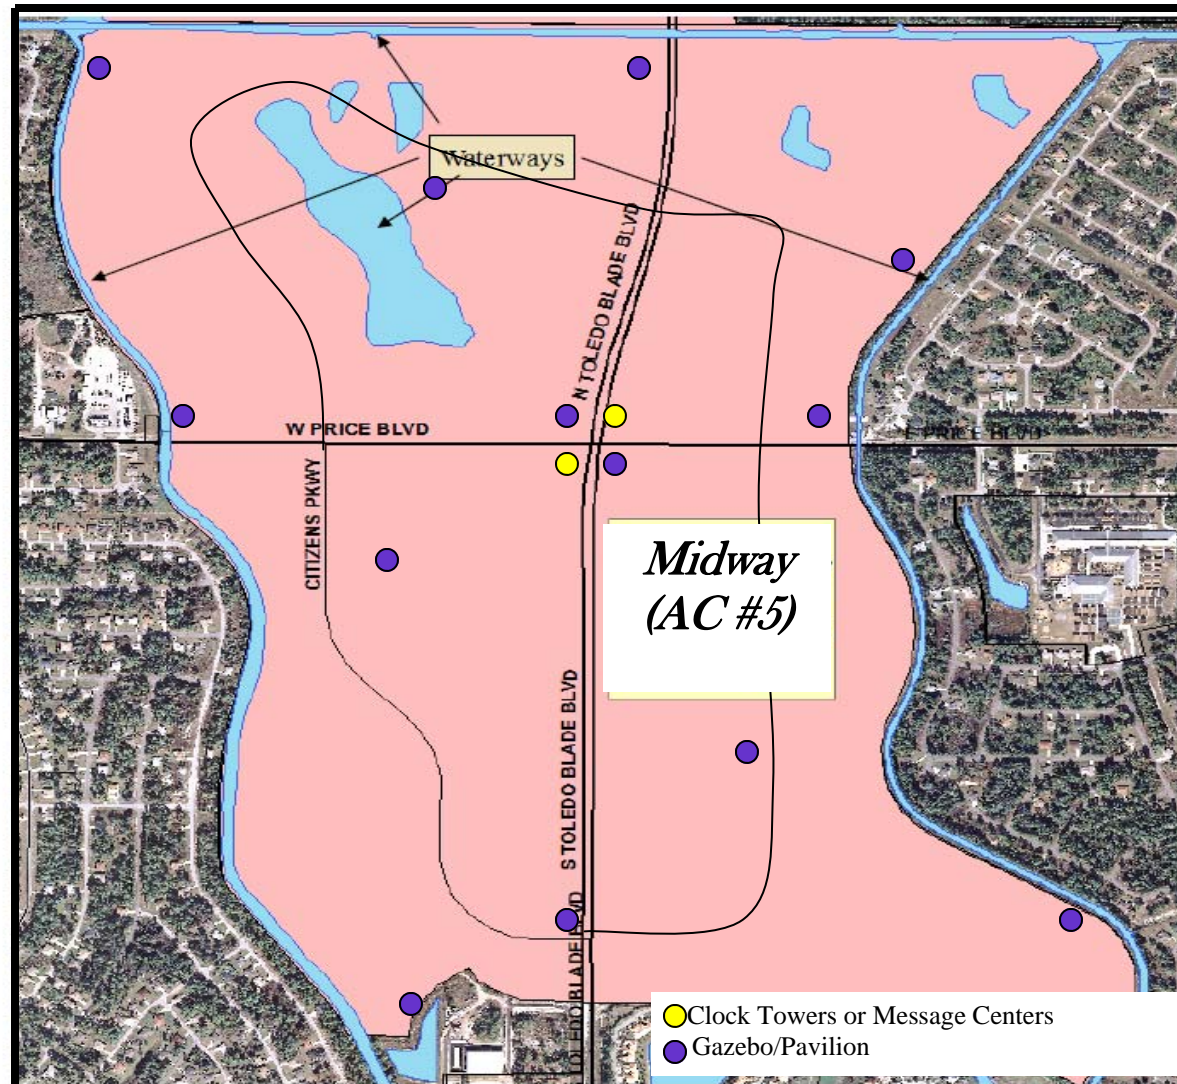 Waterways
N TOLEDO BLADE BLVD
W PRICE BLVD
E PRICE BLVD
CITIZENS PKWY
Midway
(AC #5)
S TOLEDO BLADE BLVD
TOLEDO BLADE BLVD
Clock Towers or Message Centers
Gazebo/Pavilion